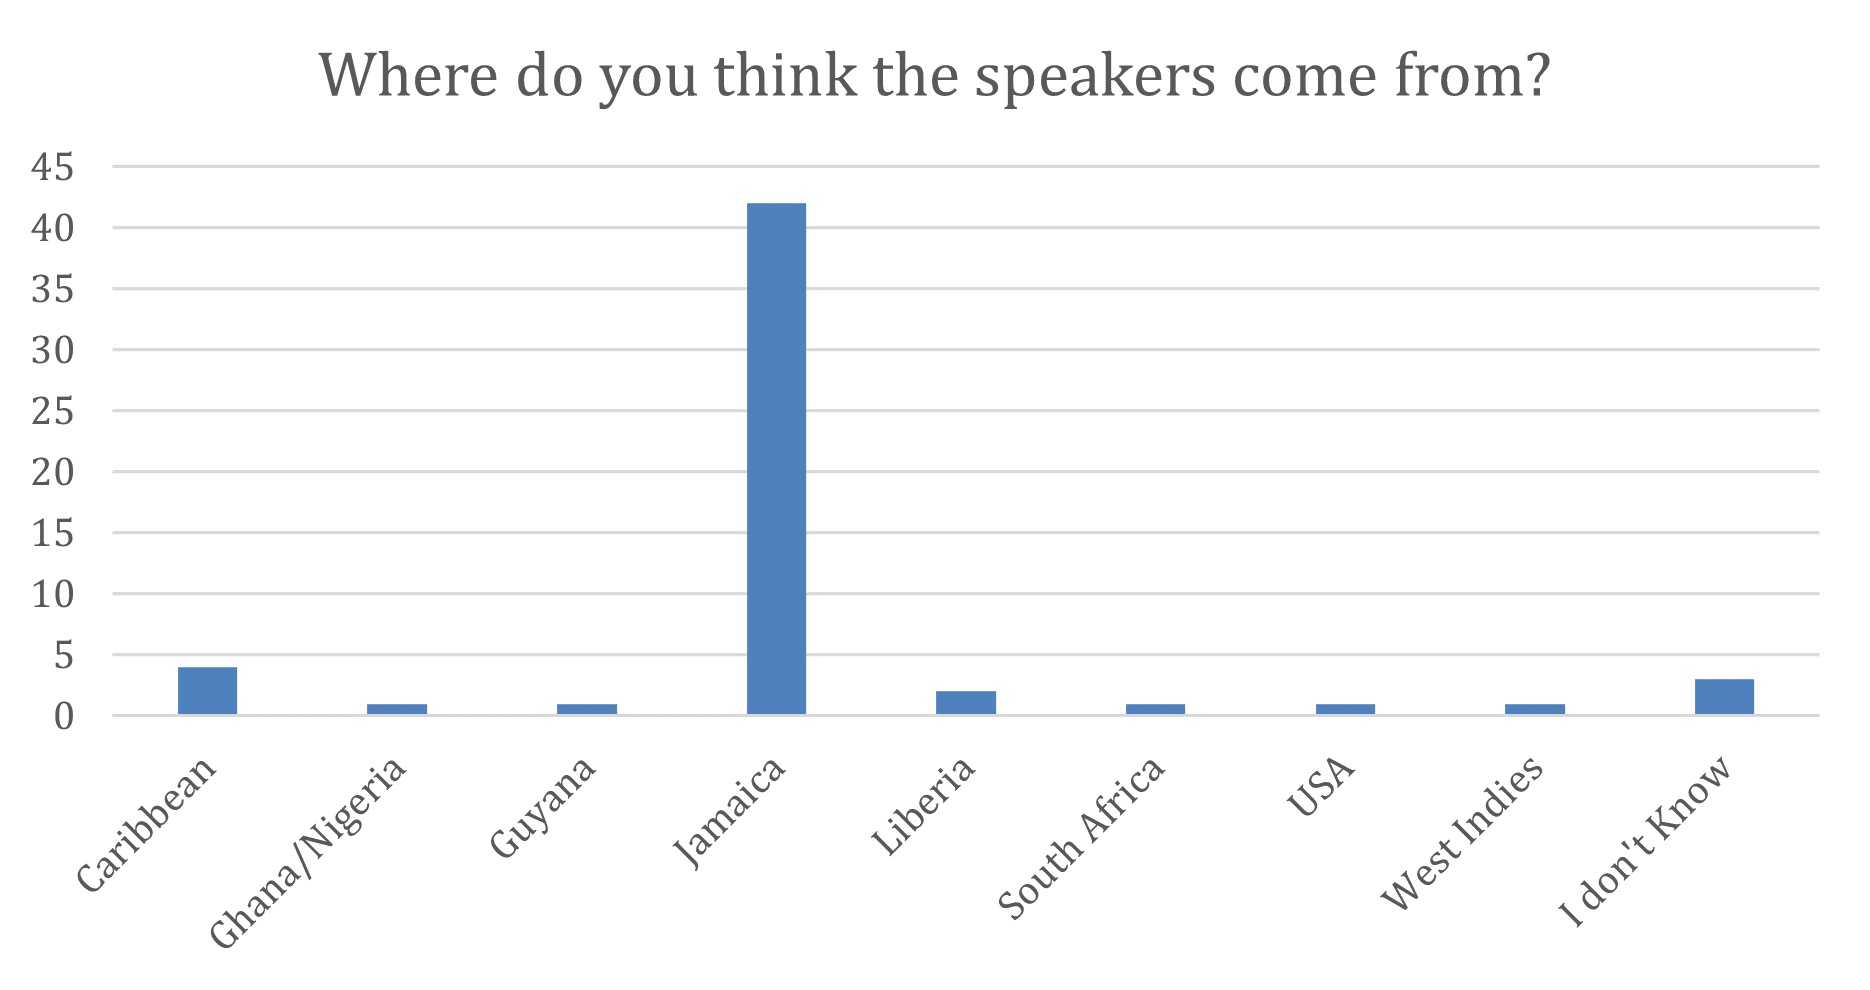 Where do you think the speakers come from?
45
40
35
30
25
20
15
10
5
0
Caribbean
Ghana/Nigeria
Guyana
Jamaica
Liberia
South Africa
USA
West Indies
I don't Know